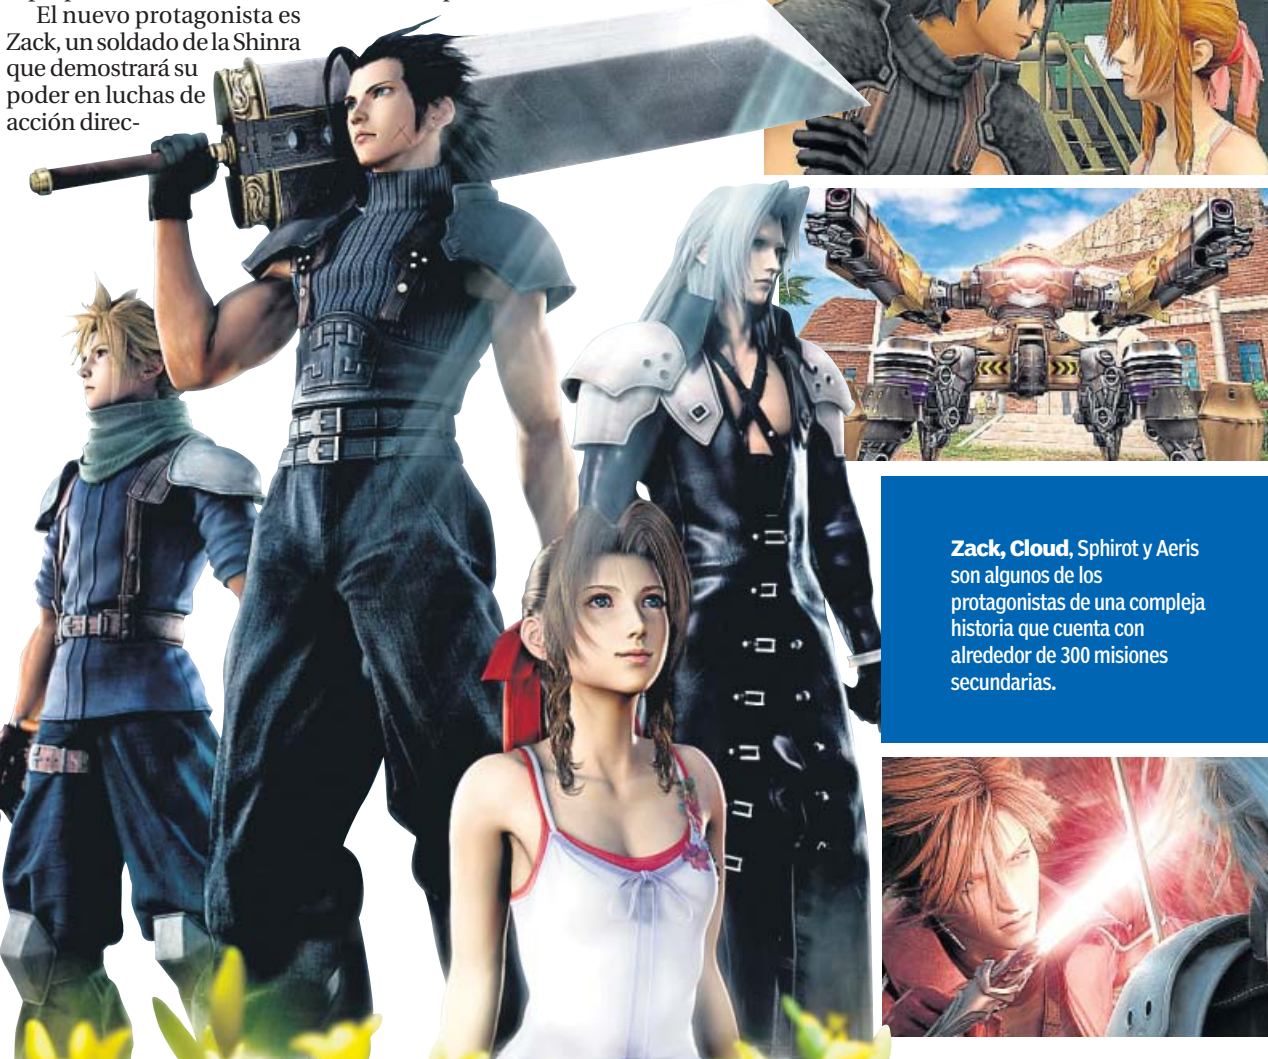 El nuevo protagonista es
Zack, un soldado de la Shinra
que demostrará su
poder en luchas de
acción direc-
Zack, Cloud, Sphirot y Aeris
son algunos de los
protagonistas de una compleja
historia que cuenta con
alrededor de 300 misiones
secundarias.